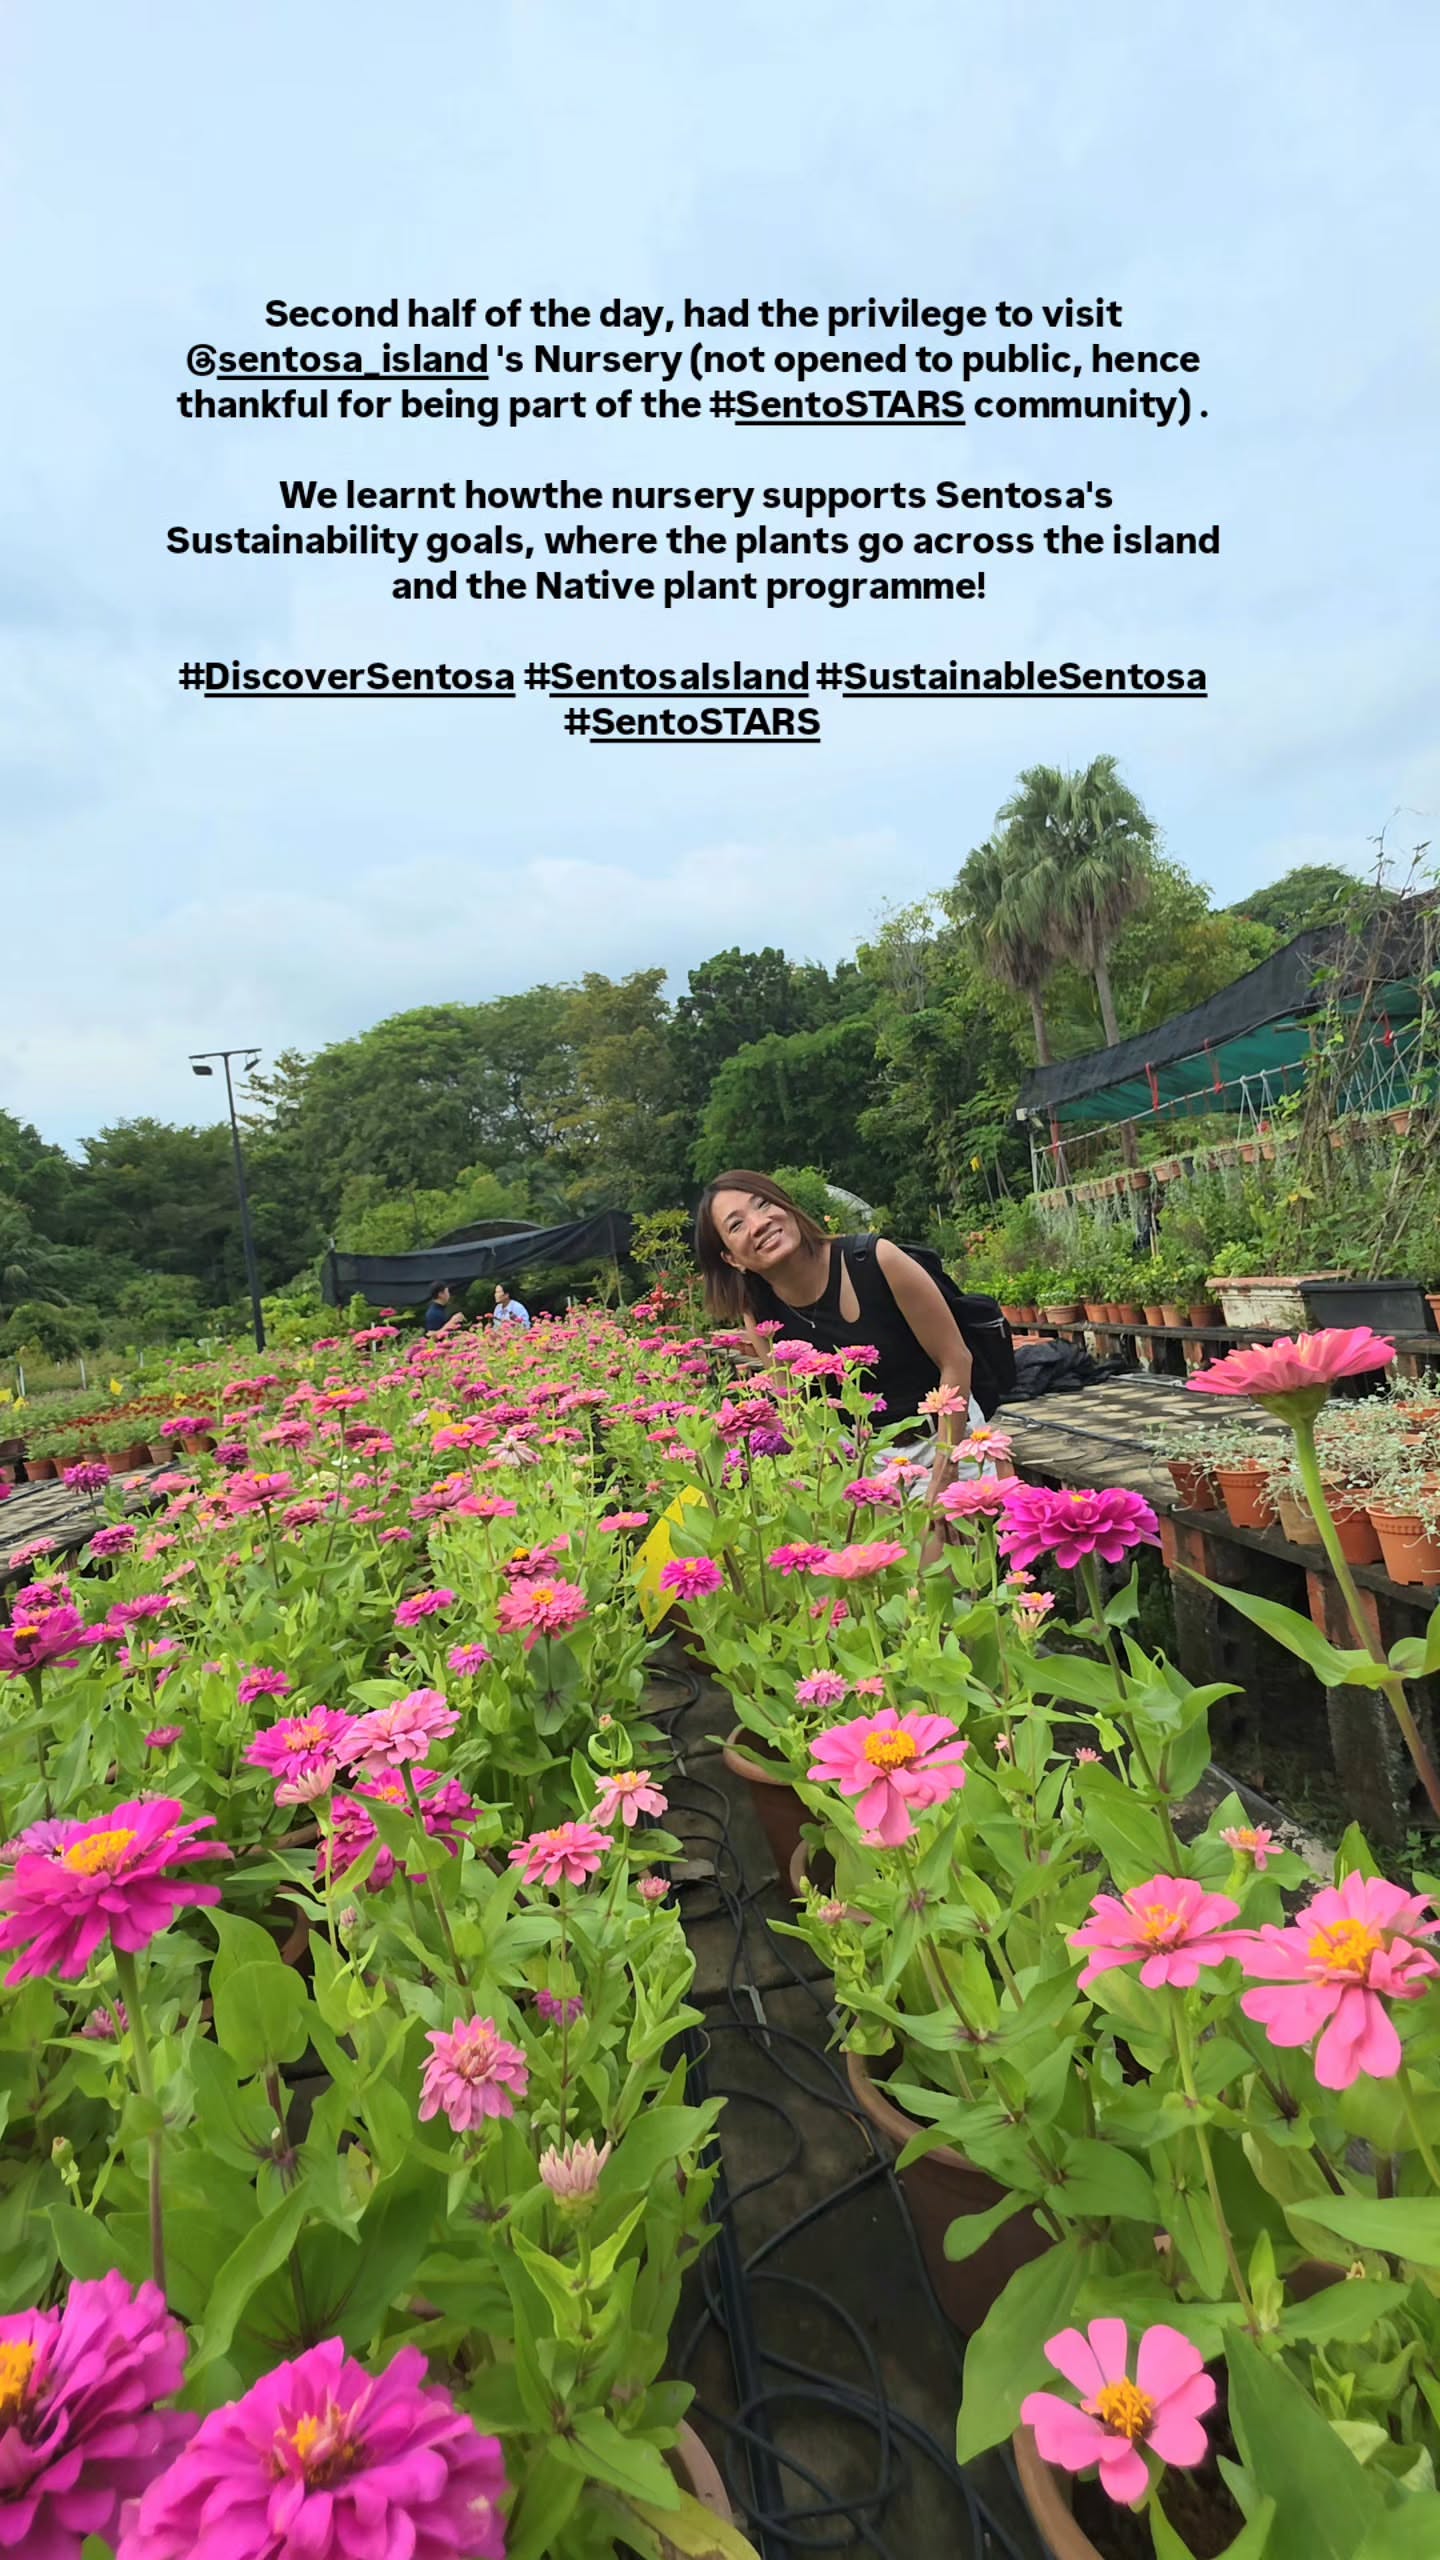 Second half of the day, had the privilege to visit
@sentosa_island 's Nursery (not opened to public, hence
thankful for being part of the #SentoSTARS community) .
We learnt howthe nursery supports Sentosa's
Sustainability goals, where the plants go across the island
and the Native plant programme!
#DiscoverSentosa #SentosaIsland #SustainableSentosa
#SentoSTARS